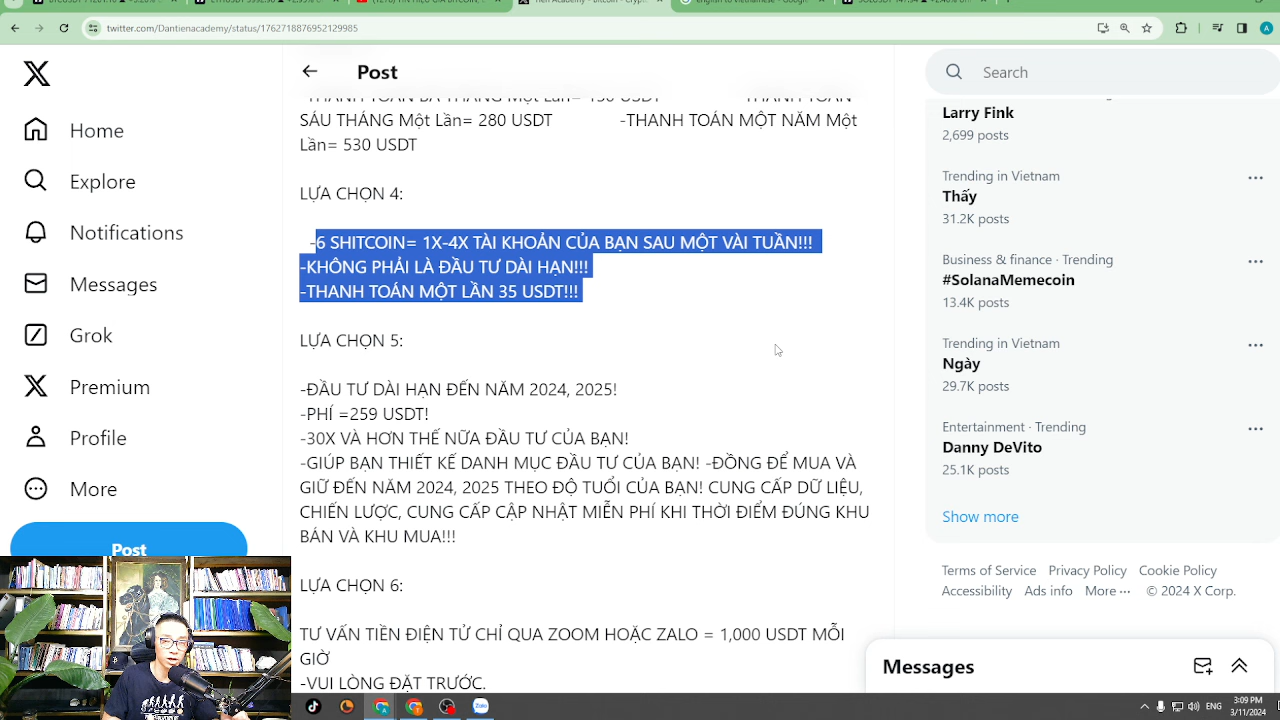 twitter.com/Dantienacademy/status/1762718876952129985
Home
Explore
Notifications
Messages
Grok
Premium
Profile
More
Post
Post
SÁU THÁNG Một Lần= 280 USDT -THANH TOÁN MỘT NĂM Một
Lần= 530 USDT
LỰA CHỌN 4:
-6 SHITCOIN= 1X-4X TÀI KHOẢN CỦA BẠN SAU MỘT VÀI TUẦN!!!
-KHÔNG PHẢI LÀ ĐẦU TƯ DÀI HẠN!!!
-THANH TOÁN MỘT LẦN 35 USDT!!!
LỰA CHỌN 5:
-ĐẦU TƯ DÀI HẠN ĐẾN NĂM 2024, 2025!
-PHÍ =259 USDT!
-30X VÀ HƠN THẾ NỮA ĐẦU TƯ CỦA BẠN!
-GIÚP BẠN THIẾT KẾ DANH MỤC ĐẦU TƯ CỦA BẠN! -ĐỒNG ĐỂ MUA VÀ
GIỮ ĐẾN NĂM 2024, 2025 THEO ĐỘ TUỔI CỦA BẠN! CUNG CẤP DỮ LIỆU,
CHIẾN LƯỢC, CUNG CẤP CẬP NHẬT MIỄN PHÍ KHI THỜI ĐIỂM ĐÚNG KHU
BÁN VÀ KHU MUA!!!
LỰA CHỌN 6:
TƯ VẤN TIỀN ĐIỆN TỬ CHỈ QUA ZOOM HOẶC ZALO = 1,000 USDT MỖI
GIỜ
-VUI LÒNG ĐẶT TRƯỚC.
Search
Larry Fink
2,699 posts
Trending in Vietnam
Thấy
31.2K posts
Business & finance · Trending
#SolanaMemecoin
13.4K posts
Trending in Vietnam
Ngày
29.7K posts
Entertainment · Trending
Danny DeVito
25.1K posts
Show more
Terms of Service Privacy Policy Cookie Policy
Accessibility Ads info More ··· © 2024 X Corp.
Messages
Zalo
ENG
3:09 PM
3/11/2024